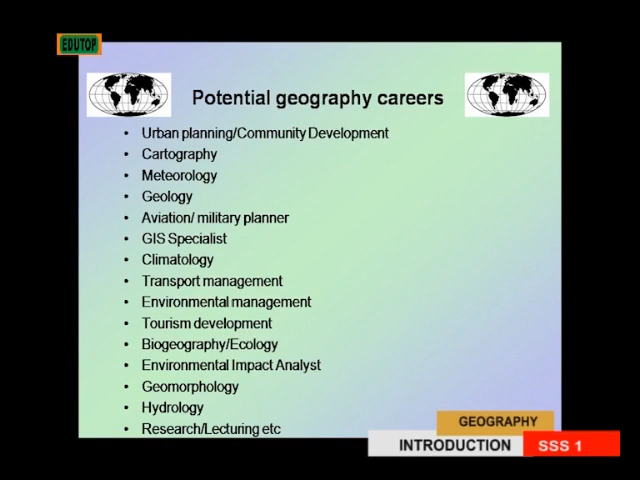 EDUTOP
Potential geography careers
• Urban planning/Community Development
• Cartography
• Meteorology
• Geology
• Aviation/ military planner
• GIS Specialist
• Climatology
• Transport management
• Environmental management
• Tourism development
• Biogeography/Ecology
• Environmental Impact Analyst
• Geomorphology
• Hydrology
• Research/Lecturing etc
GEOGRAPHY
INTRODUCTION SSS 1